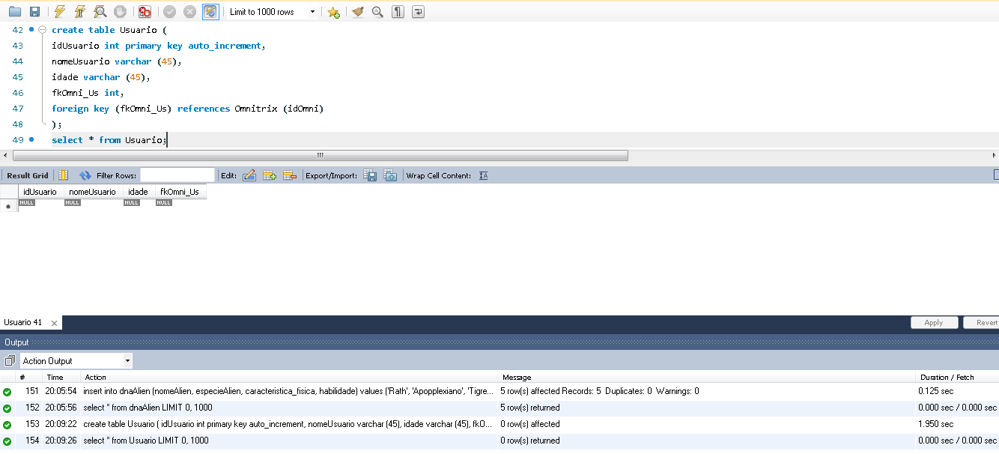 Limit to 1000 rows
42 create table Usuario (
43 idUsuario int primary key auto_increment,
44 nomeUsuario varchar (45),
45 idade varchar (45),
46 fkOmni_Us int,
47 foreign key (fkOmni_Us) references Omnitrix (idOmni)
48 );
49 select * from Usuario;
Result Grid Filter Rows: Edit: Export/Import: Wrap Cell Content: IA
idUsuario nomeUsuario idade fkOmni_Us
NULL NULL NULL NULL
Usuario 41 Apply Revert
Output
Action Output
# Time Action Message Duration / Fetch
151 20:05:54 insert into dnaAlien (nomeAlien, especieAlien, caracteristica_fisica, habilidade) values ('Rath', 'Apopplexiano', 'Tigre... 5 row(s) affected Records: 5 Duplicates: 0 Warnings: 0 0.125 sec
152 20:05:56 select * from dnaAlien LIMIT 0, 1000 5 row(s) returned 0.000 sec / 0.000 sec
153 20:09:22 create table Usuario ( idUsuario int primary key auto_increment, nomeUsuario varchar (45), idade varchar (45), fkO... 0 row(s) affected 1.950 sec
154 20:09:26 select * from Usuario LIMIT 0, 1000 0 row(s) returned 0.000 sec / 0.000 sec